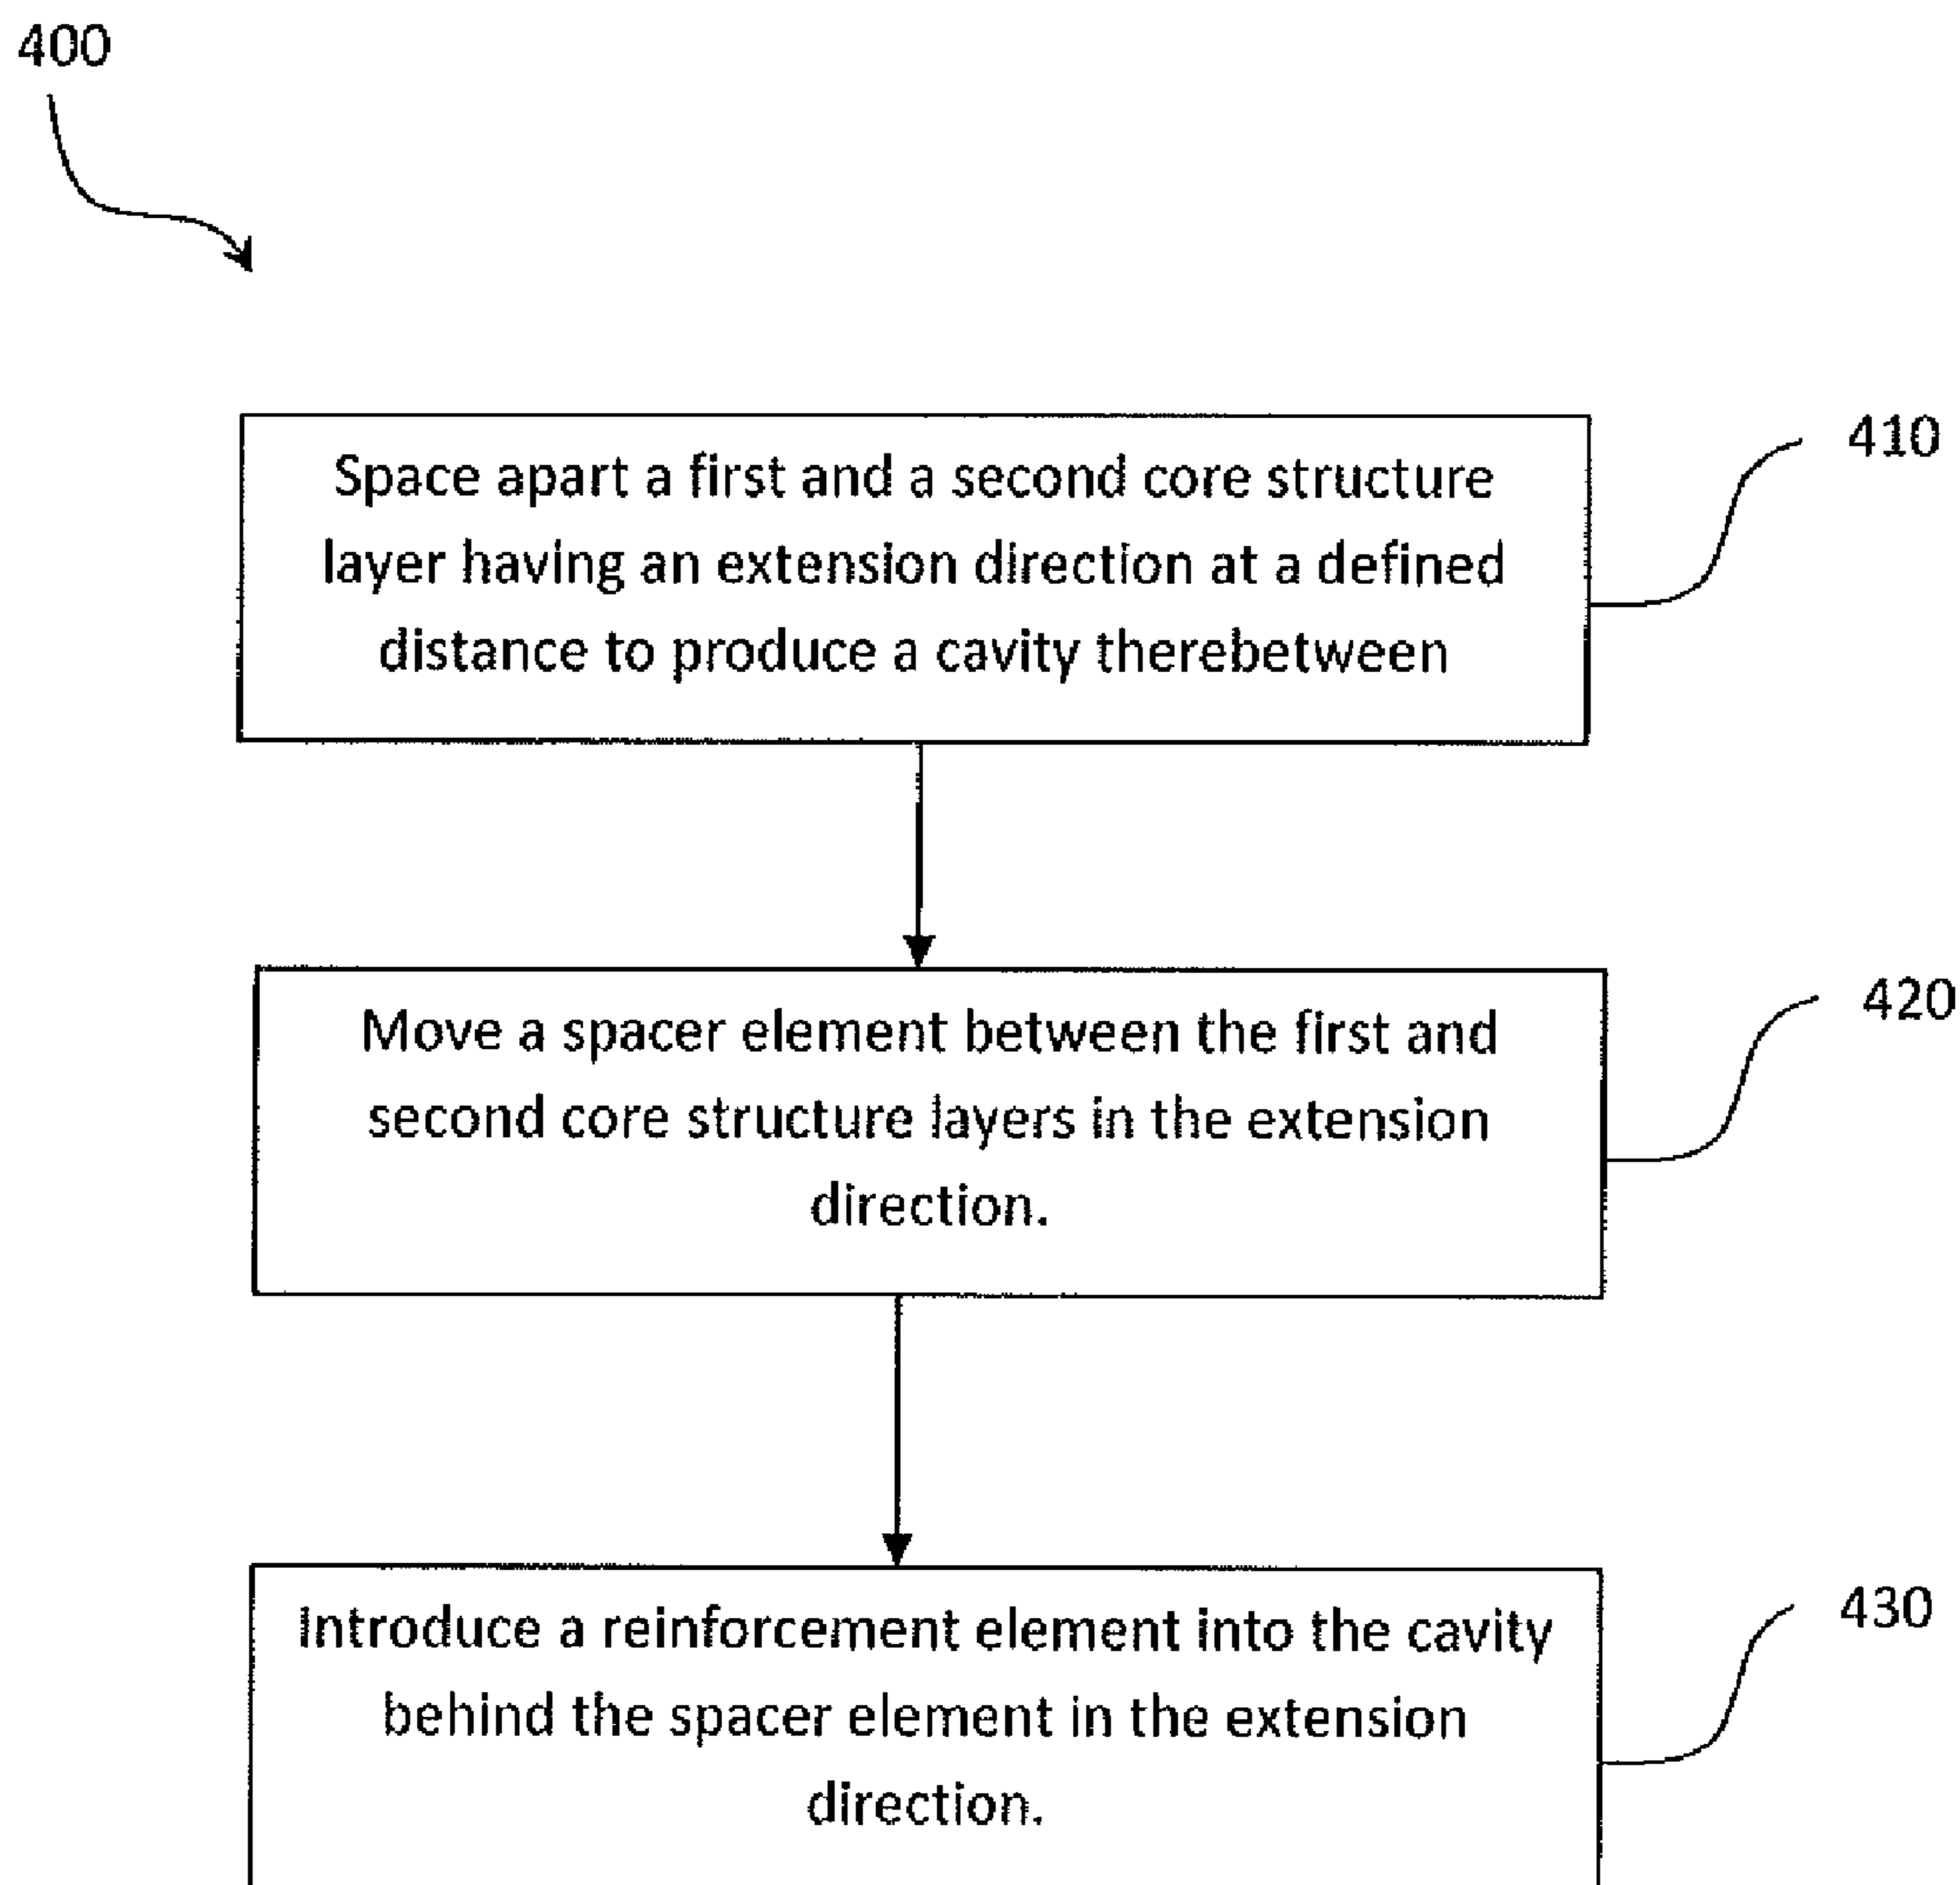 400
Space apart a first and a second core structure
layer having an extension direction at a defined
distance to produce a cavity therebetween
410
Move a spacer element between the first and
second core structure layers in the extension
direction.
420
Introduce a reinforcement element into the cavity
behind the spacer element in the extension
direction.
430